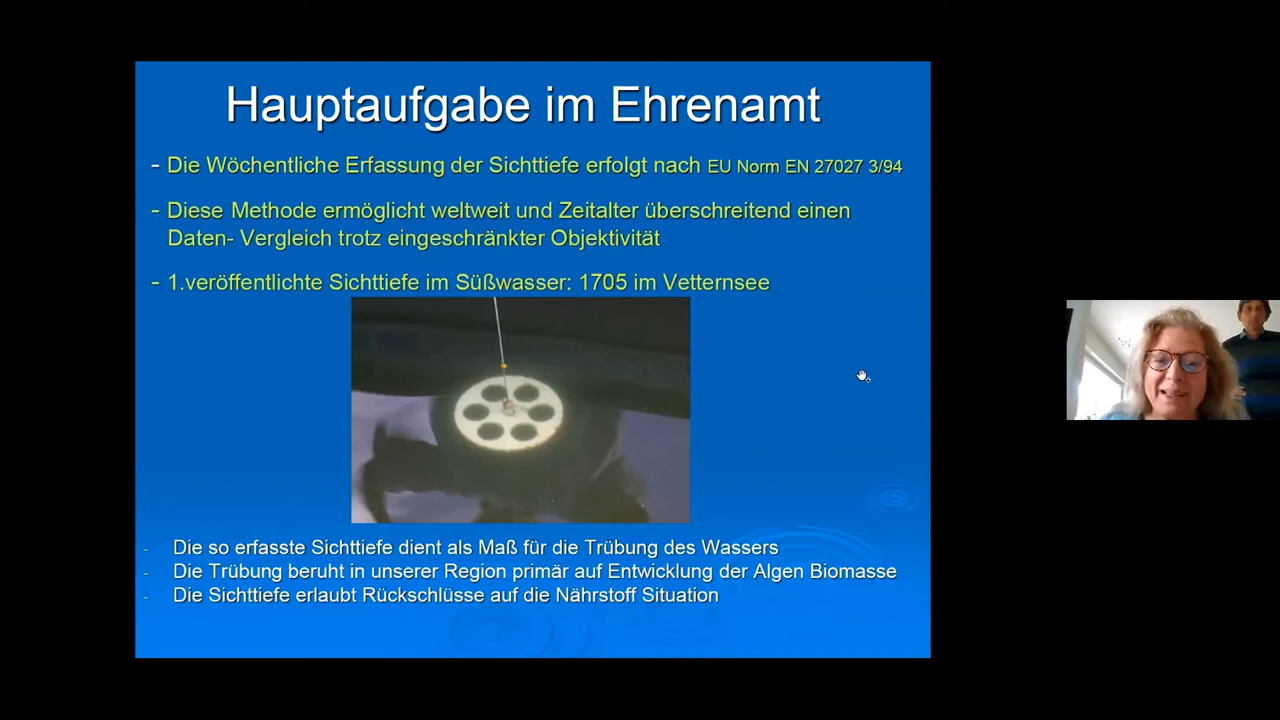 Hauptaufgabe im Ehrenamt
- Die Wöchentliche Erfassung der Sichttiefe erfolgt nach EU Norm EN 27027 3/94
- Diese Methode ermöglicht weltweit und Zeitalter überschreitend einen
Daten- Vergleich trotz eingeschränkter Objektivität
- 1.veröffentlichte Sichttiefe im Süßwasser: 1705 im Vetternsee
- Die so erfasste Sichttiefe dient als Maß für die Trübung des Wassers
- Die Trübung beruht in unserer Region primär auf Entwicklung der Algen Biomasse
- Die Sichttiefe erlaubt Rückschlüsse auf die Nährstoff Situation